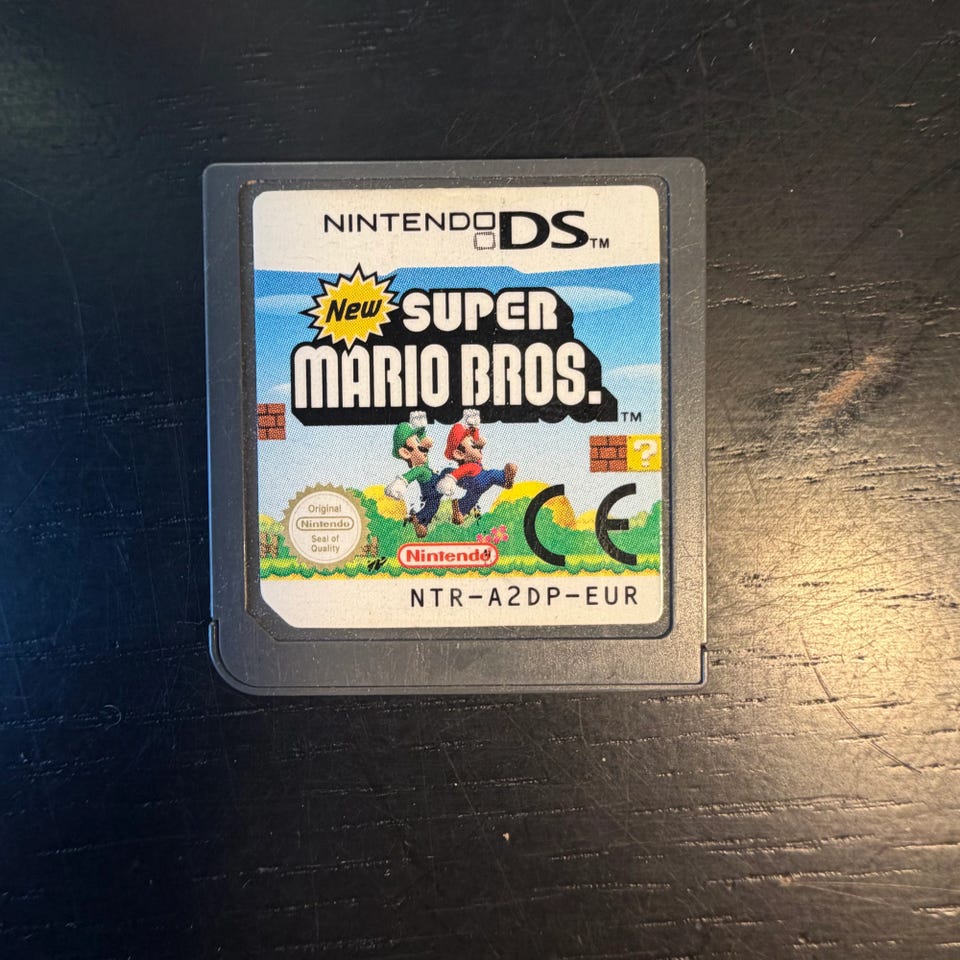 NINTENDO DS™
New SUPER
MARIO BROS.™
?
Original
Nintendo
Seal of
Quality
Nintendo
CE
NTR-A2DP-EUR